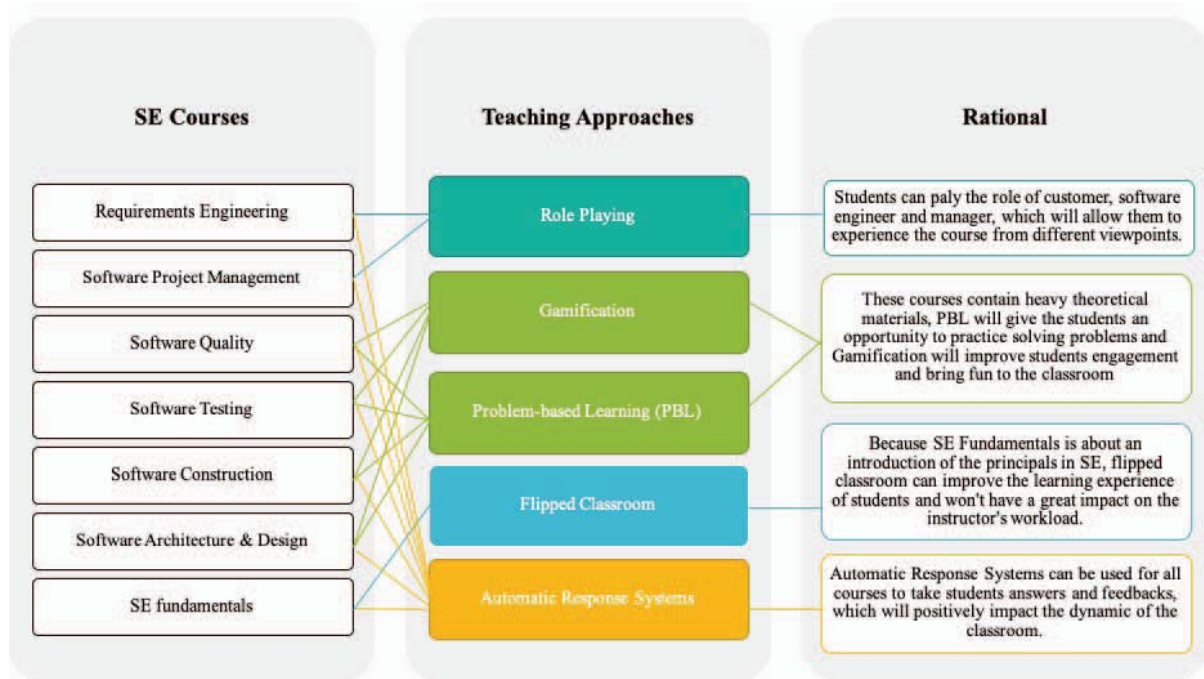 SE Courses
Requirements Engineering
Software Project Management
Software Quality
Software Testing
Software Construction
Software Architecture & Design
SE fundamentals
Teaching Approaches
Role Playing
Gamification
Problem-based Learning (PBL)
Flipped Classroom
Automatic Response Systems
Rational
Students can paly the role of customer, software
engineer and manager, which will allow them to
experience the course from different viewpoints.
These courses contain heavy theoretical
materials, PBL will give the students an
opportunity to practice solving problems and
Gamification will improve students engagement
and bring fun to the classroom
Because SE Fundamentals is about an
introduction of the principals in SE, flipped
classroom can improve the learning experience
of students and won't have a great impact on the
instructor's workload.
Automatic Response Systems can be used for all
courses to take students answers and feedbacks,
which will positively impact the dynamic of the
classroom.